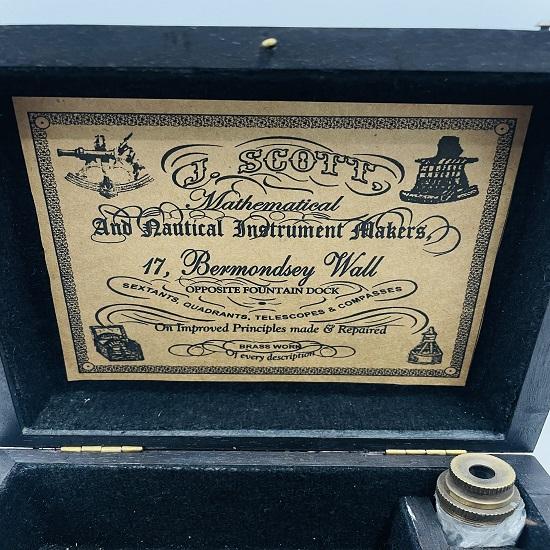 J. SCOTT,
Mathematical
And Nautical Instrument Makers,
17, Bermondsey Wall
OPPOSITE FOUNTAIN DOCK
SEXTANTS, QUADRANTS, TELESCOPES & COMPASSES
On Improved Principles made & Repaired
BRASS WORK
Of every description